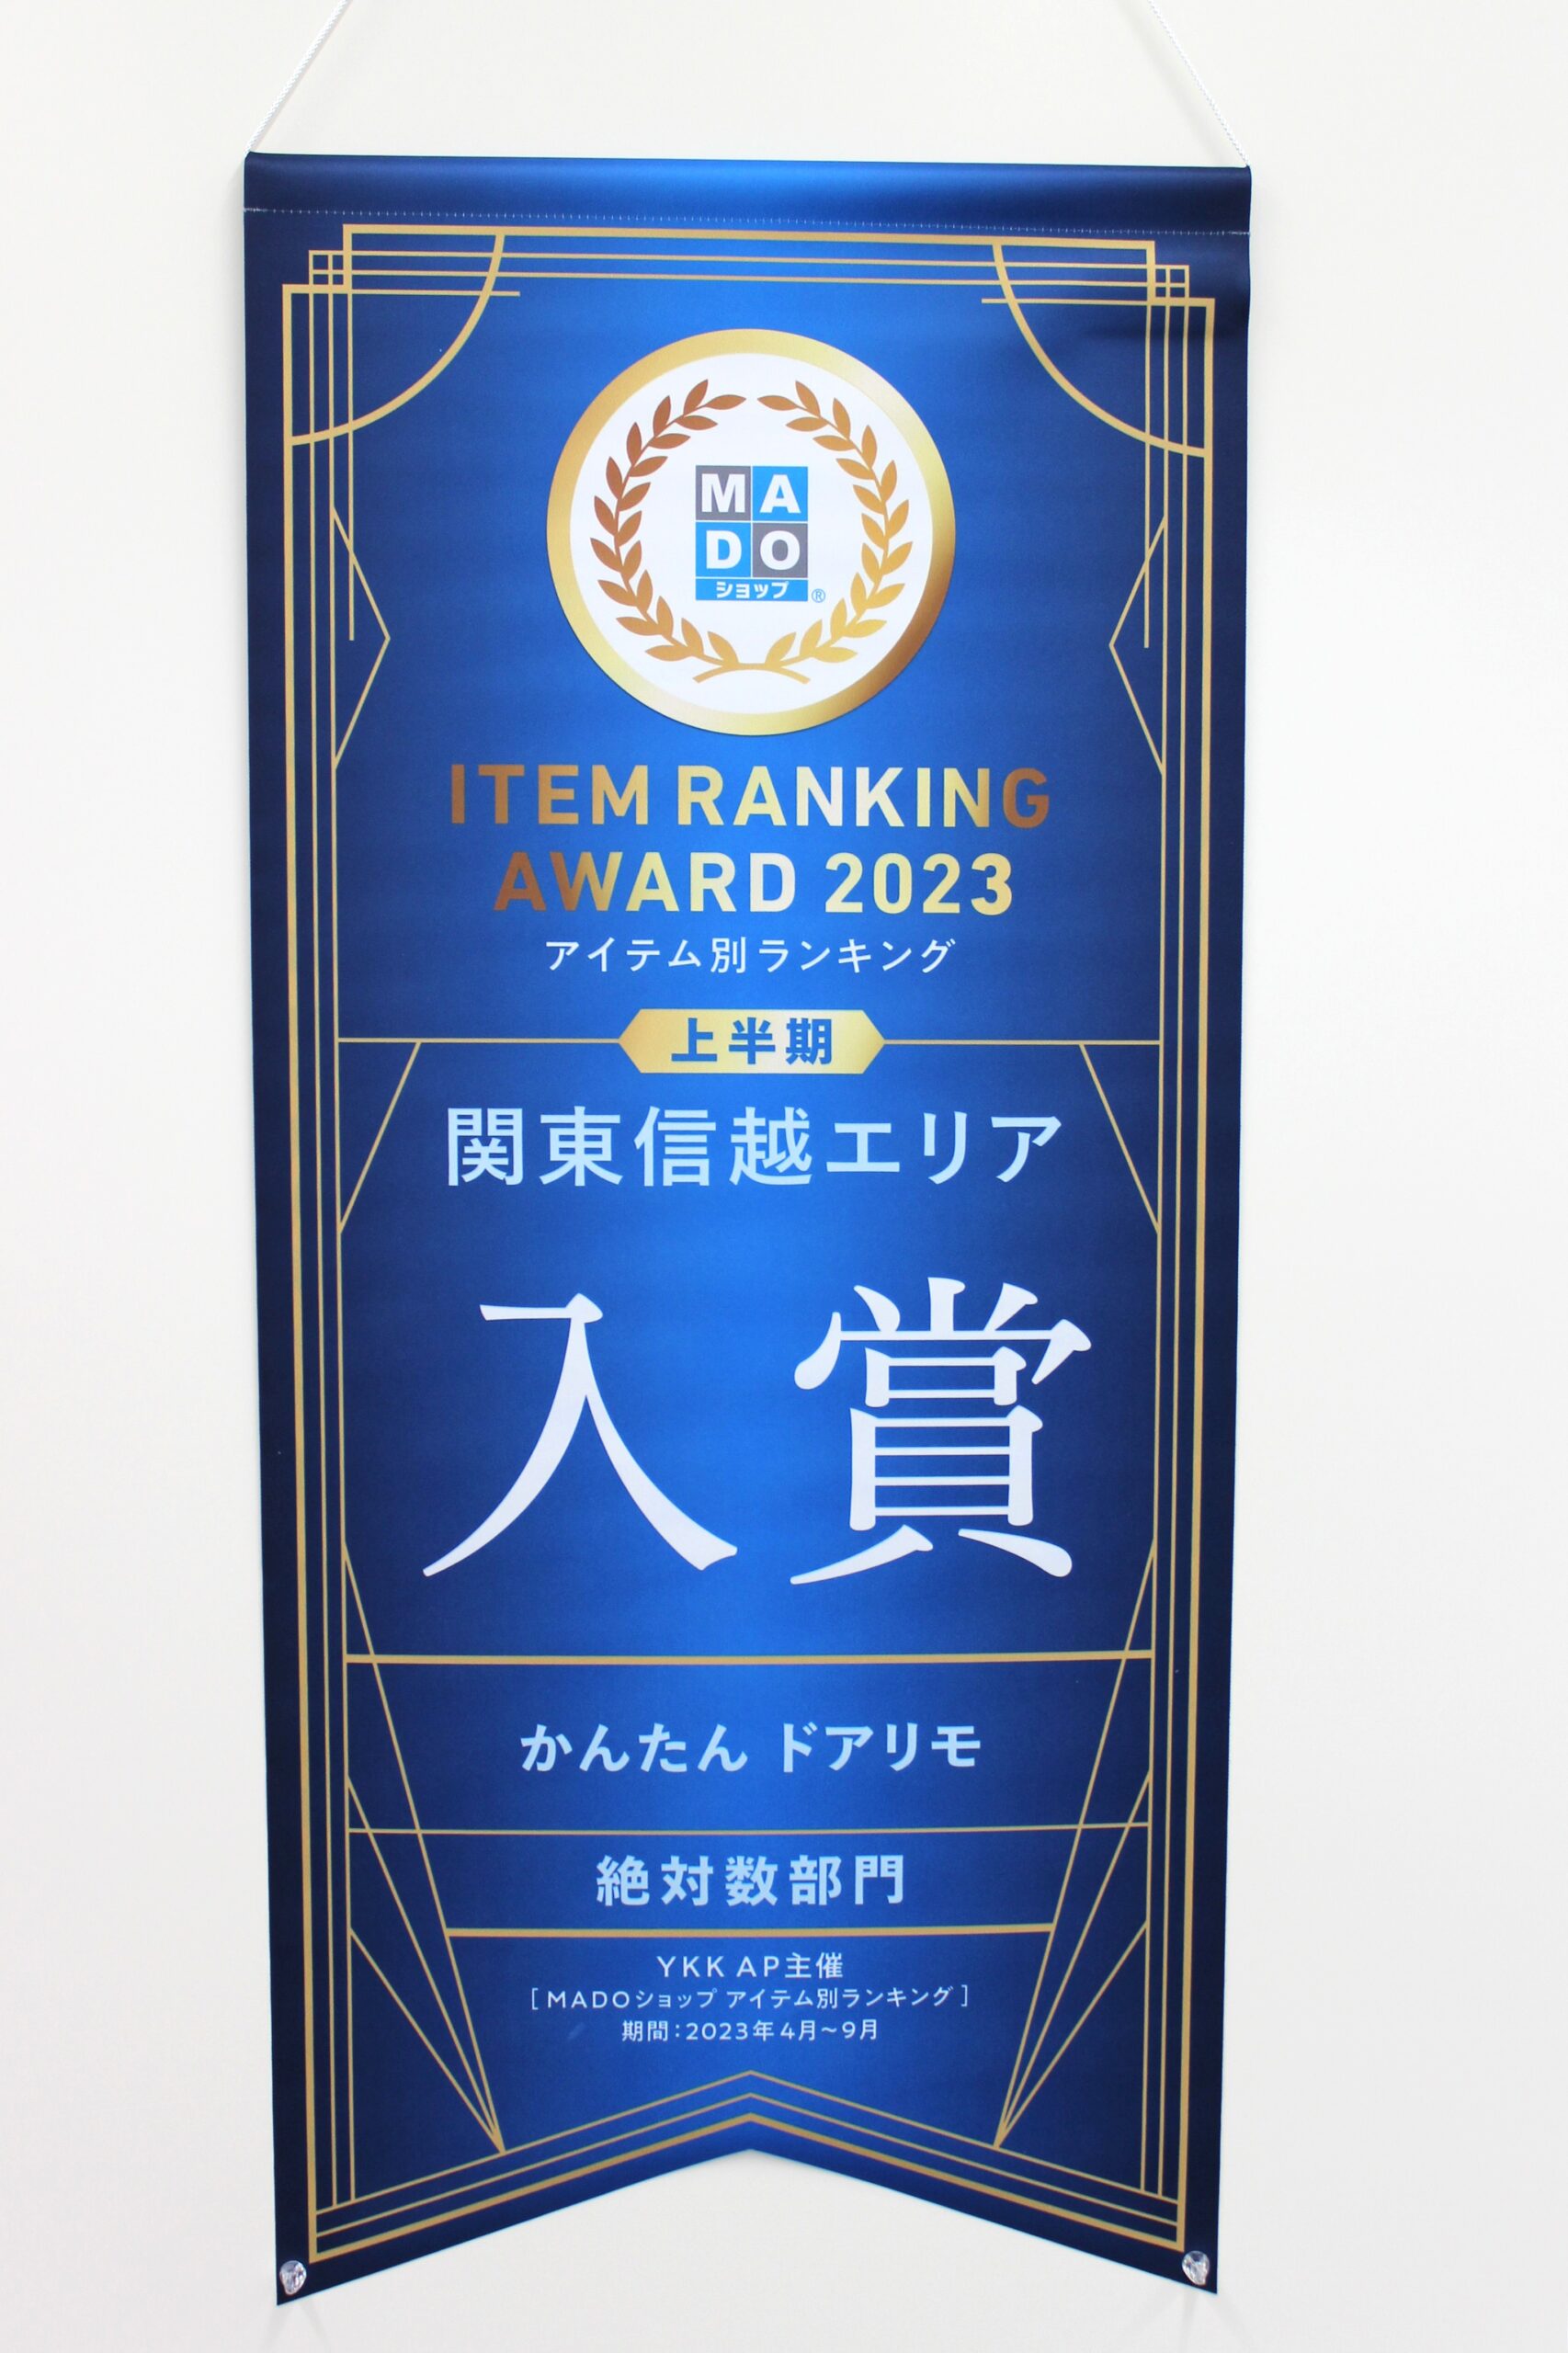 MA
DO
ショップ®
ITEM RANKING
AWARD 2023
アイテム別ランキング
上半期
関東信越エリア
入賞
かんたん ドアリモ
絶対数部門
YKK AP主催
［MADOショップ アイテム別ランキング］
期間：2023年4月～9月